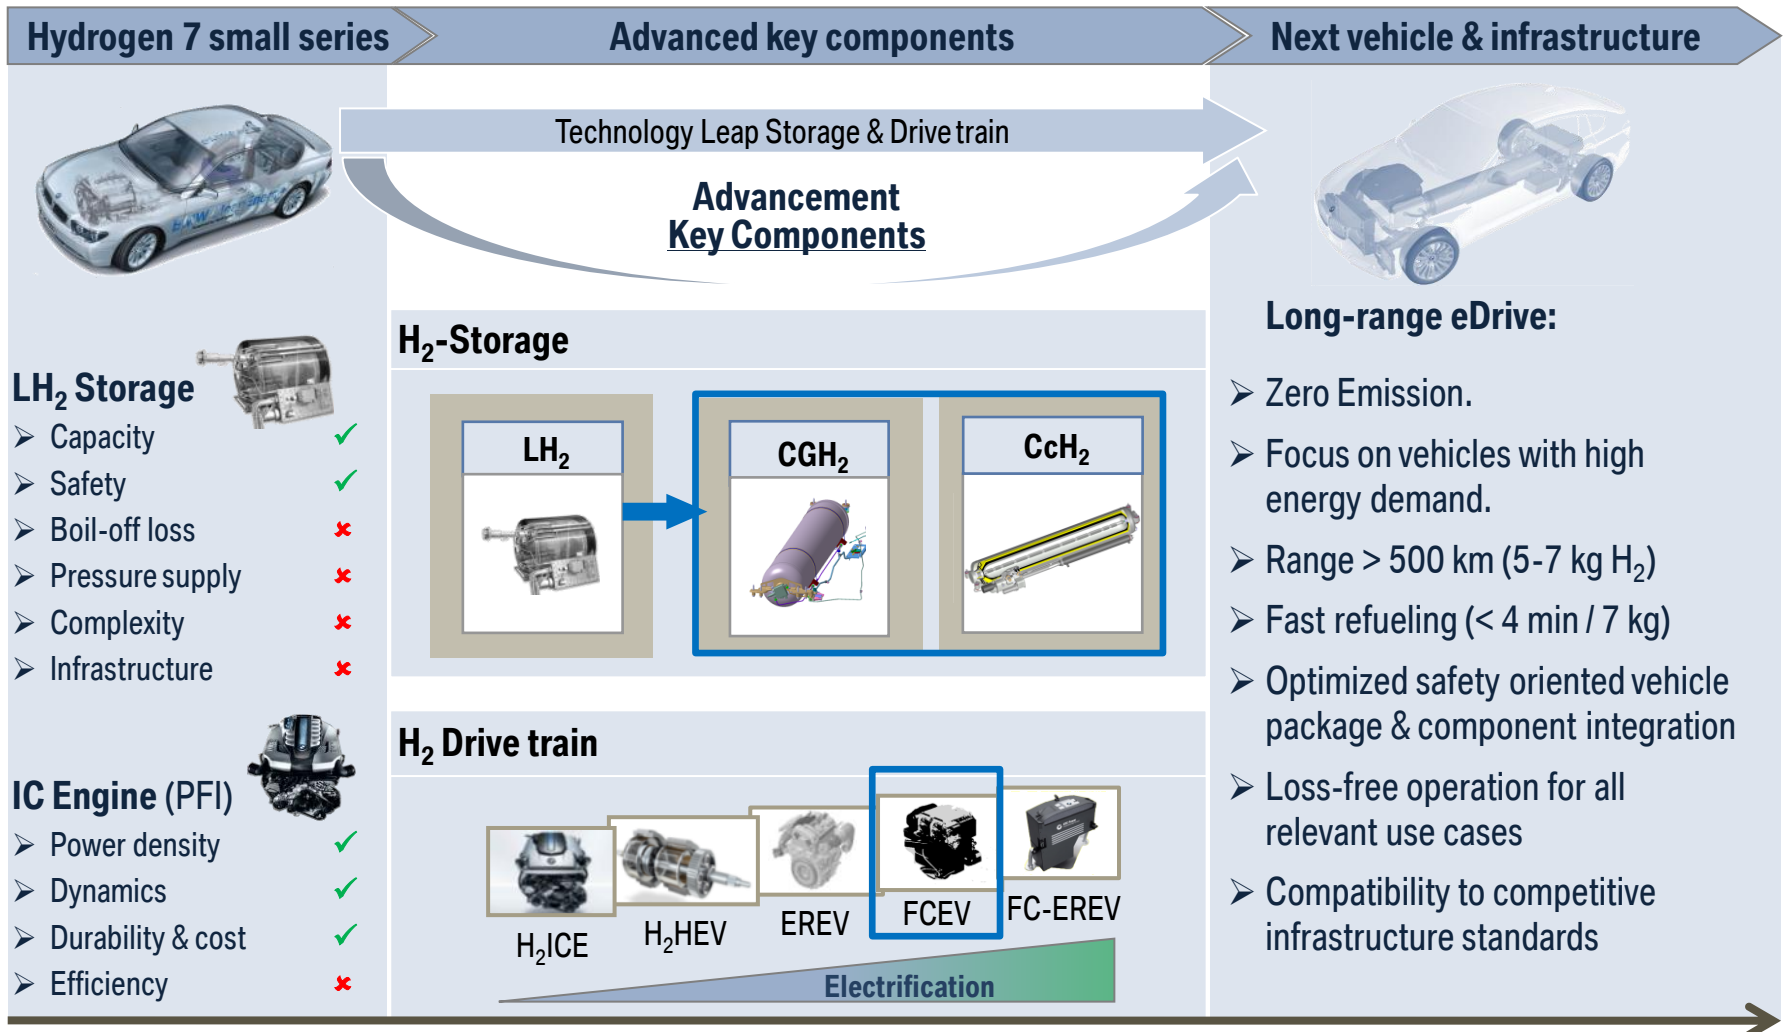 Hydrogen 7 small series
Advanced key components
Next vehicle & infrastructure
Technology Leap Storage & Drive train
Advancement
Key Components
LH₂ Storage
➢ Capacity ✓
➢ Safety ✓
➢ Boil-off loss ✘
➢ Pressure supply ✘
➢ Complexity ✘
➢ Infrastructure ✘
IC Engine (PFI)
➢ Power density ✓
➢ Dynamics ✓
➢ Durability & cost ✓
➢ Efficiency ✘
H₂-Storage
LH₂
CGH₂
CcH₂
H₂ Drive train
H₂ICE
H₂HEV
EREV
FCEV
FC-EREV
Electrification
Long-range eDrive:
➢ Zero Emission.
➢ Focus on vehicles with high
energy demand.
➢ Range > 500 km (5-7 kg H₂)
➢ Fast refueling (< 4 min / 7 kg)
➢ Optimized safety oriented vehicle
package & component integration
➢ Loss-free operation for all
relevant use cases
➢ Compatibility to competitive
infrastructure standards